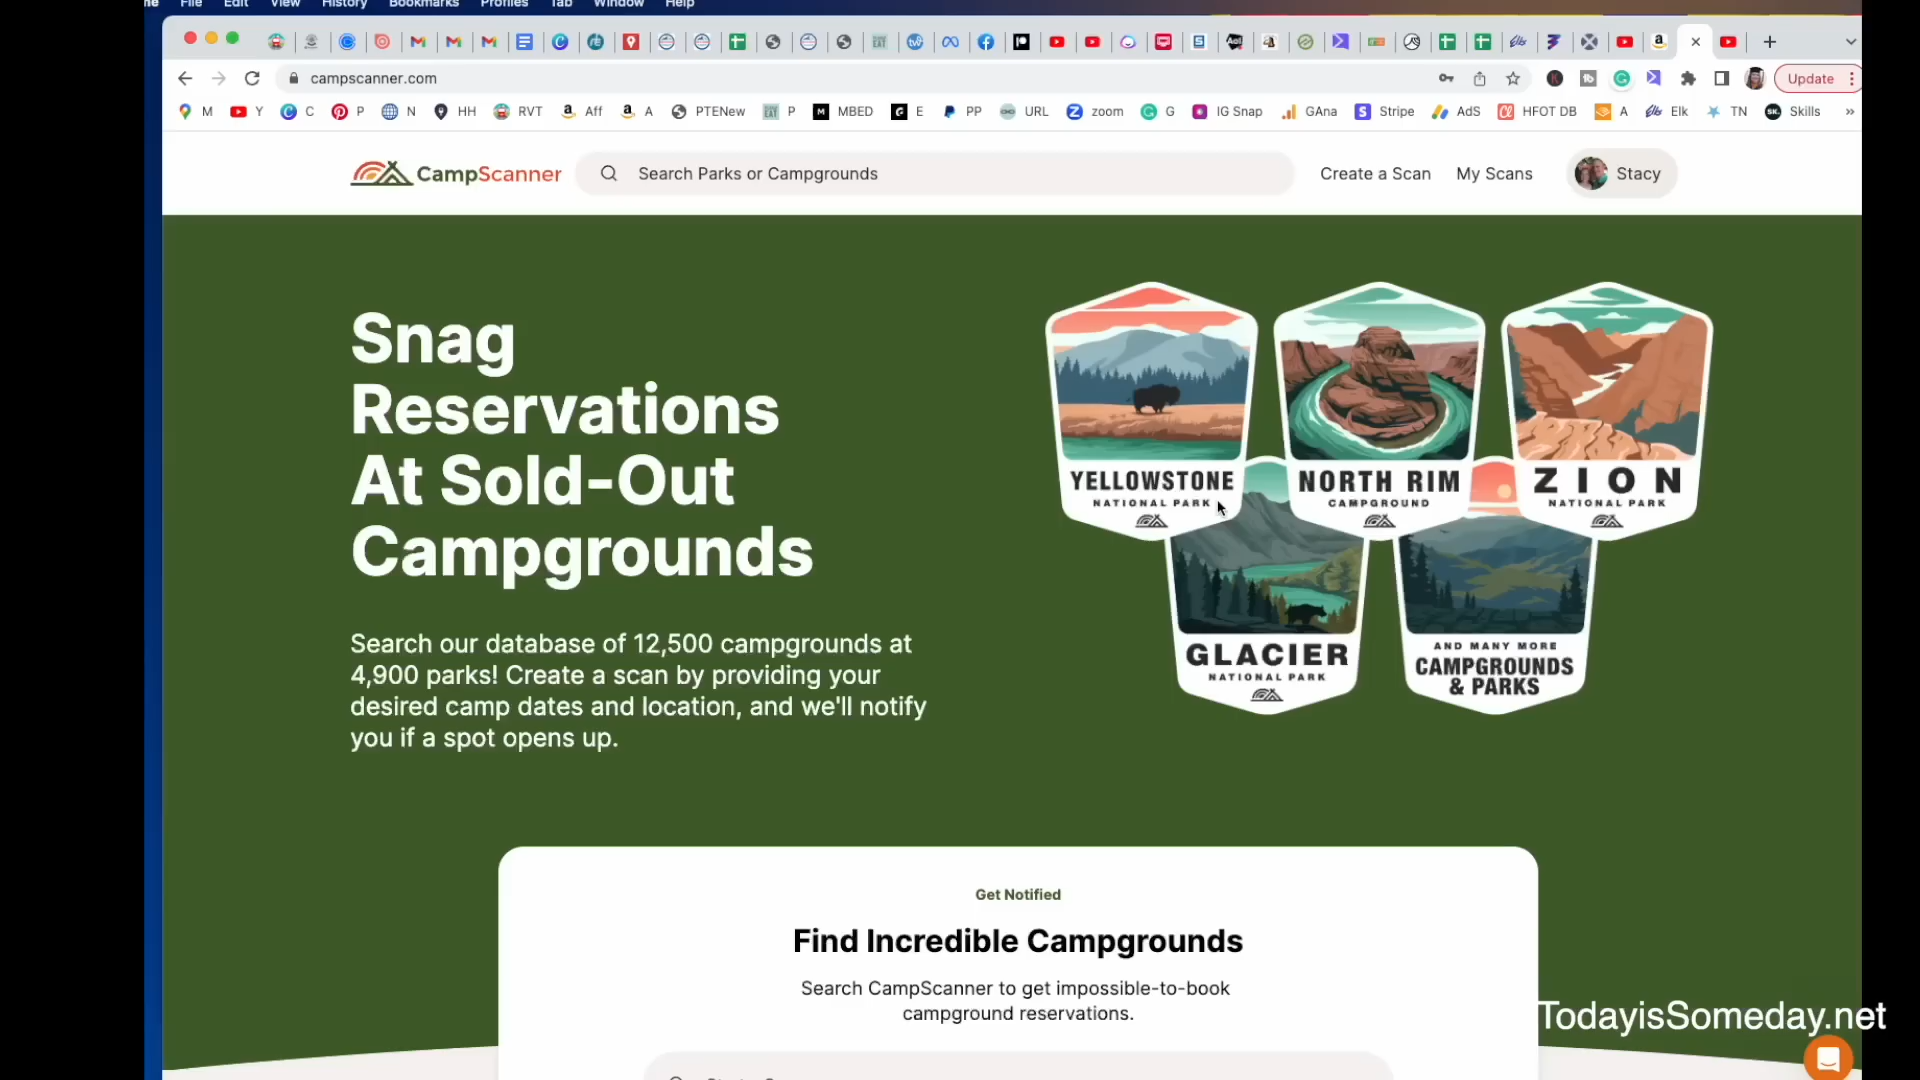 File Edit View History Bookmarks Profiles Tab Window Help
campscanner.com
Update
M Y C P N HH RVT Aff A PTENew P MBED E PP URL zoom G IG Snap GAna Stripe AdS HFOT DB A Elk TN Skills »
CampScanner
Search Parks or Campgrounds
Create a Scan
My Scans
Stacy
Snag
Reservations
At Sold-Out
Campgrounds
Search our database of 12,500 campgrounds at
4,900 parks! Create a scan by providing your
desired camp dates and location, and we'll notify
you if a spot opens up.
YELLOWSTONE
NATIONAL PARK
NORTH RIM
CAMPGROUND
ZION
NATIONAL PARK
GLACIER
NATIONAL PARK
AND MANY MORE
CAMPGROUNDS
& PARKS
Get Notified
Find Incredible Campgrounds
Search CampScanner to get impossible-to-book
campground reservations.
TodayisSomeday.net